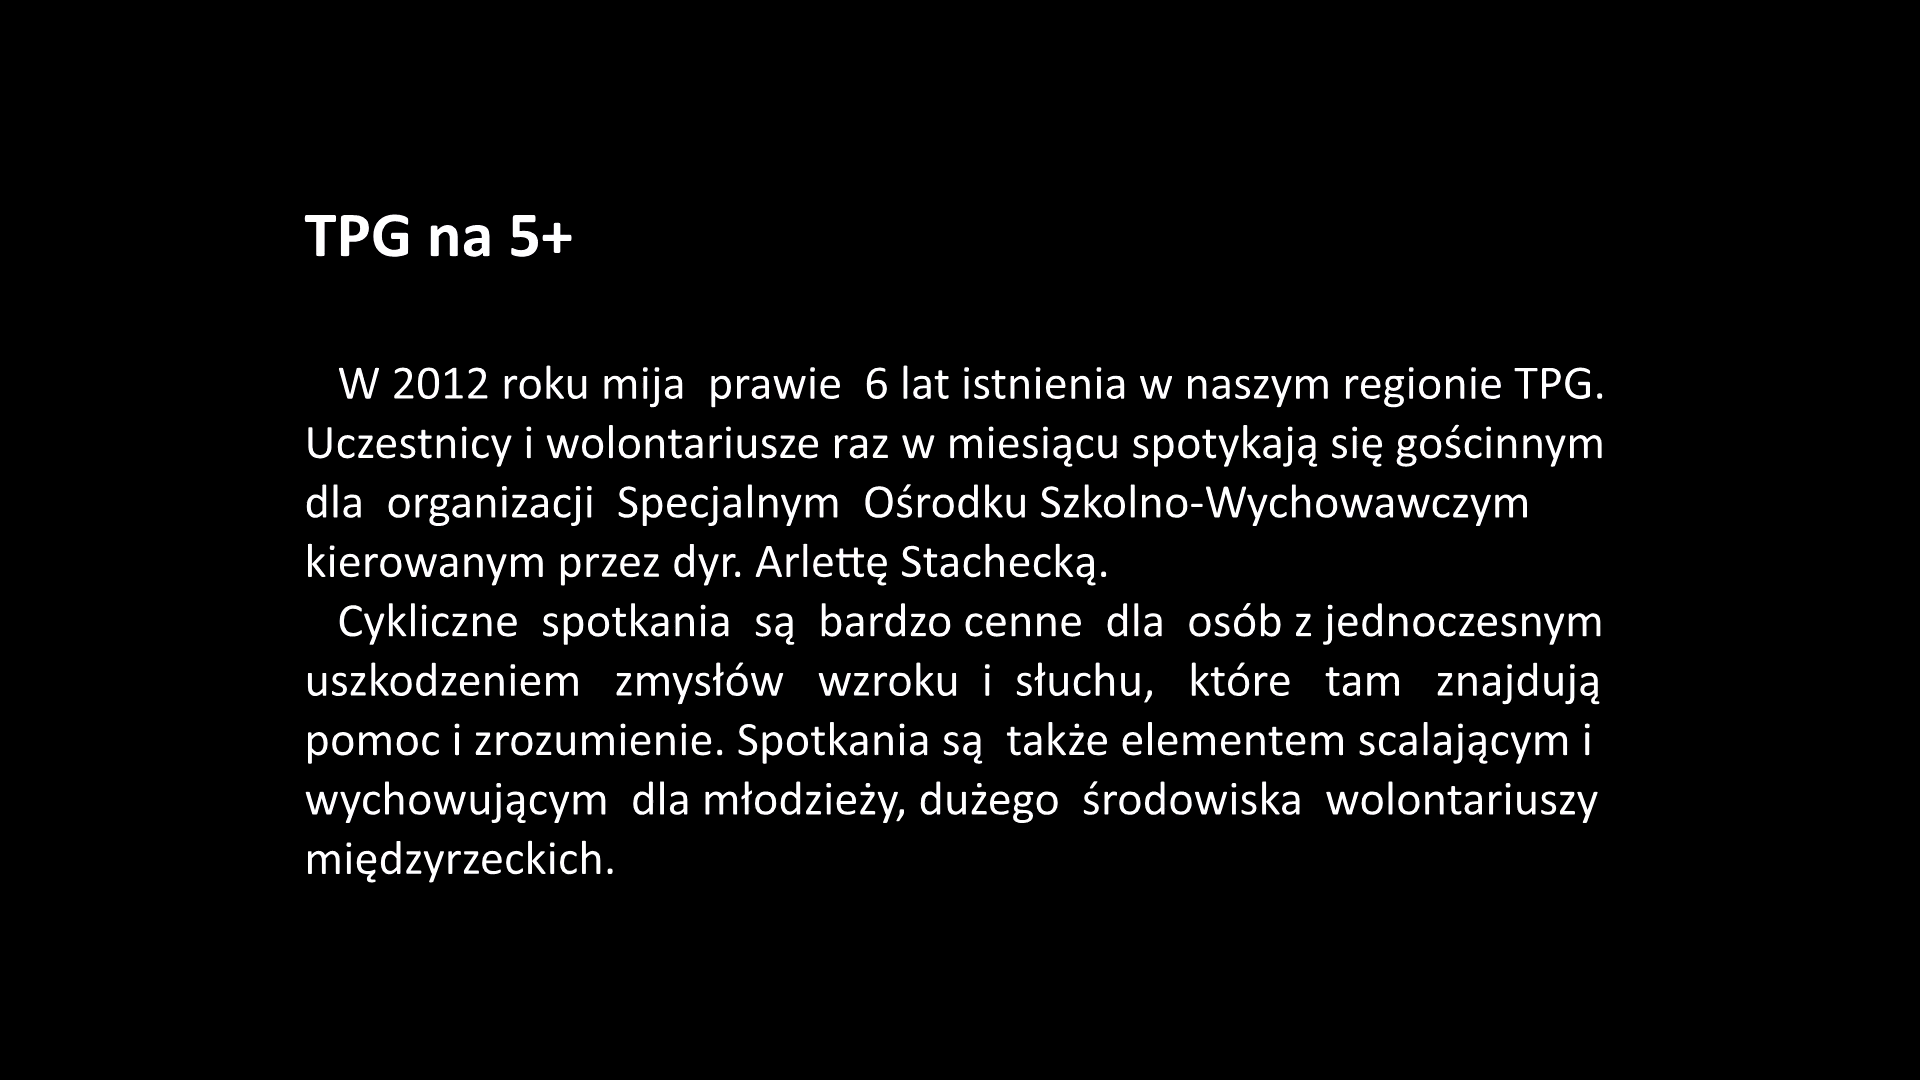 TPG na 5+
W 2012 roku mija prawie 6 lat istnienia w naszym regionie TPG.
Uczestnicy i wolontariusze raz w miesiącu spotykają się gościnnym
dla organizacji Specjalnym Ośrodku Szkolno-Wychowawczym
kierowanym przez dyr. Arlettę Stachecką.
Cykliczne spotkania są bardzo cenne dla osób z jednoczesnym
uszkodzeniem zmysłów wzroku i słuchu, które tam znajdują
pomoc i zrozumienie. Spotkania są także elementem scalającym i
wychowującym dla młodzieży, dużego środowiska wolontariuszy
międzyrzeckich.